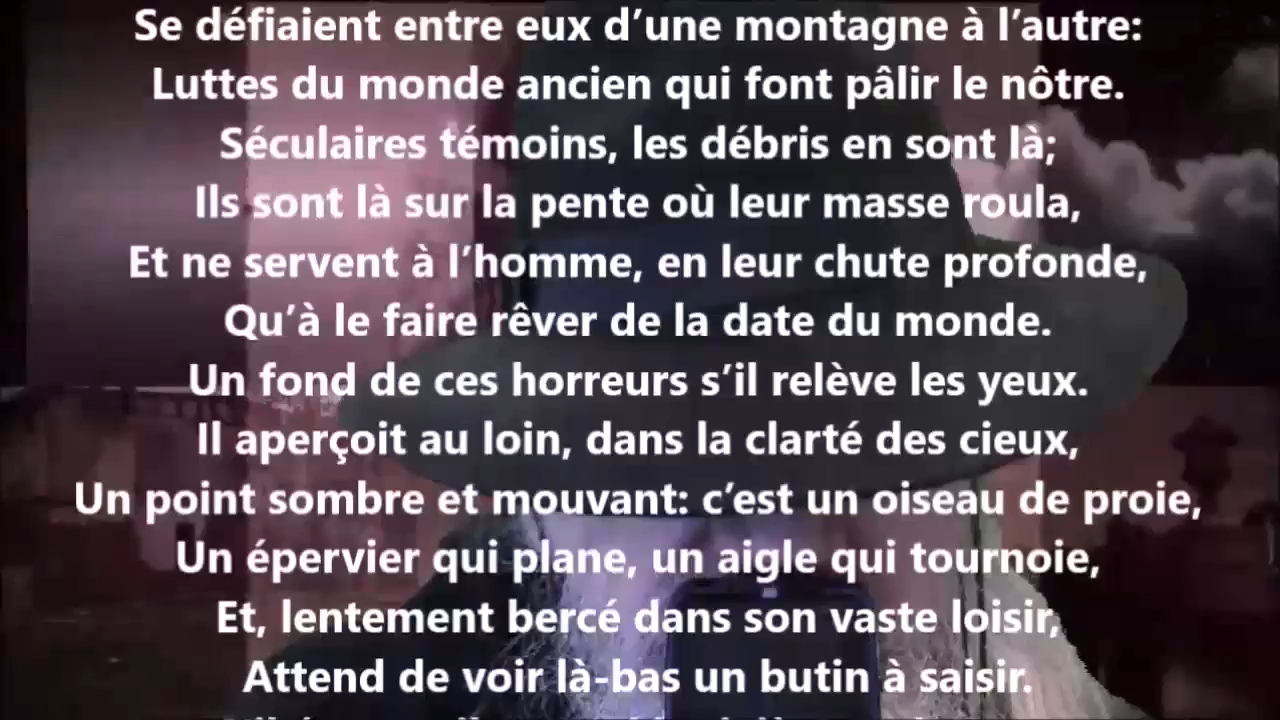 Se défiaient entre eux d’une montagne à l’autre:
Luttes du monde ancien qui font pâlir le nôtre.
Séculaires témoins, les débris en sont là;
Ils sont là sur la pente où leur masse roula,
Et ne servent à l’homme, en leur chute profonde,
Qu’à le faire rêver de la date du monde.
Un fond de ces horreurs s’il relève les yeux.
Il aperçoit au loin, dans la clarté des cieux,
Un point sombre et mouvant: c’est un oiseau de proie,
Un épervier qui plane, un aigle qui tournoie,
Et, lentement bercé dans son vaste loisir,
Attend de voir là-bas un butin à saisir.